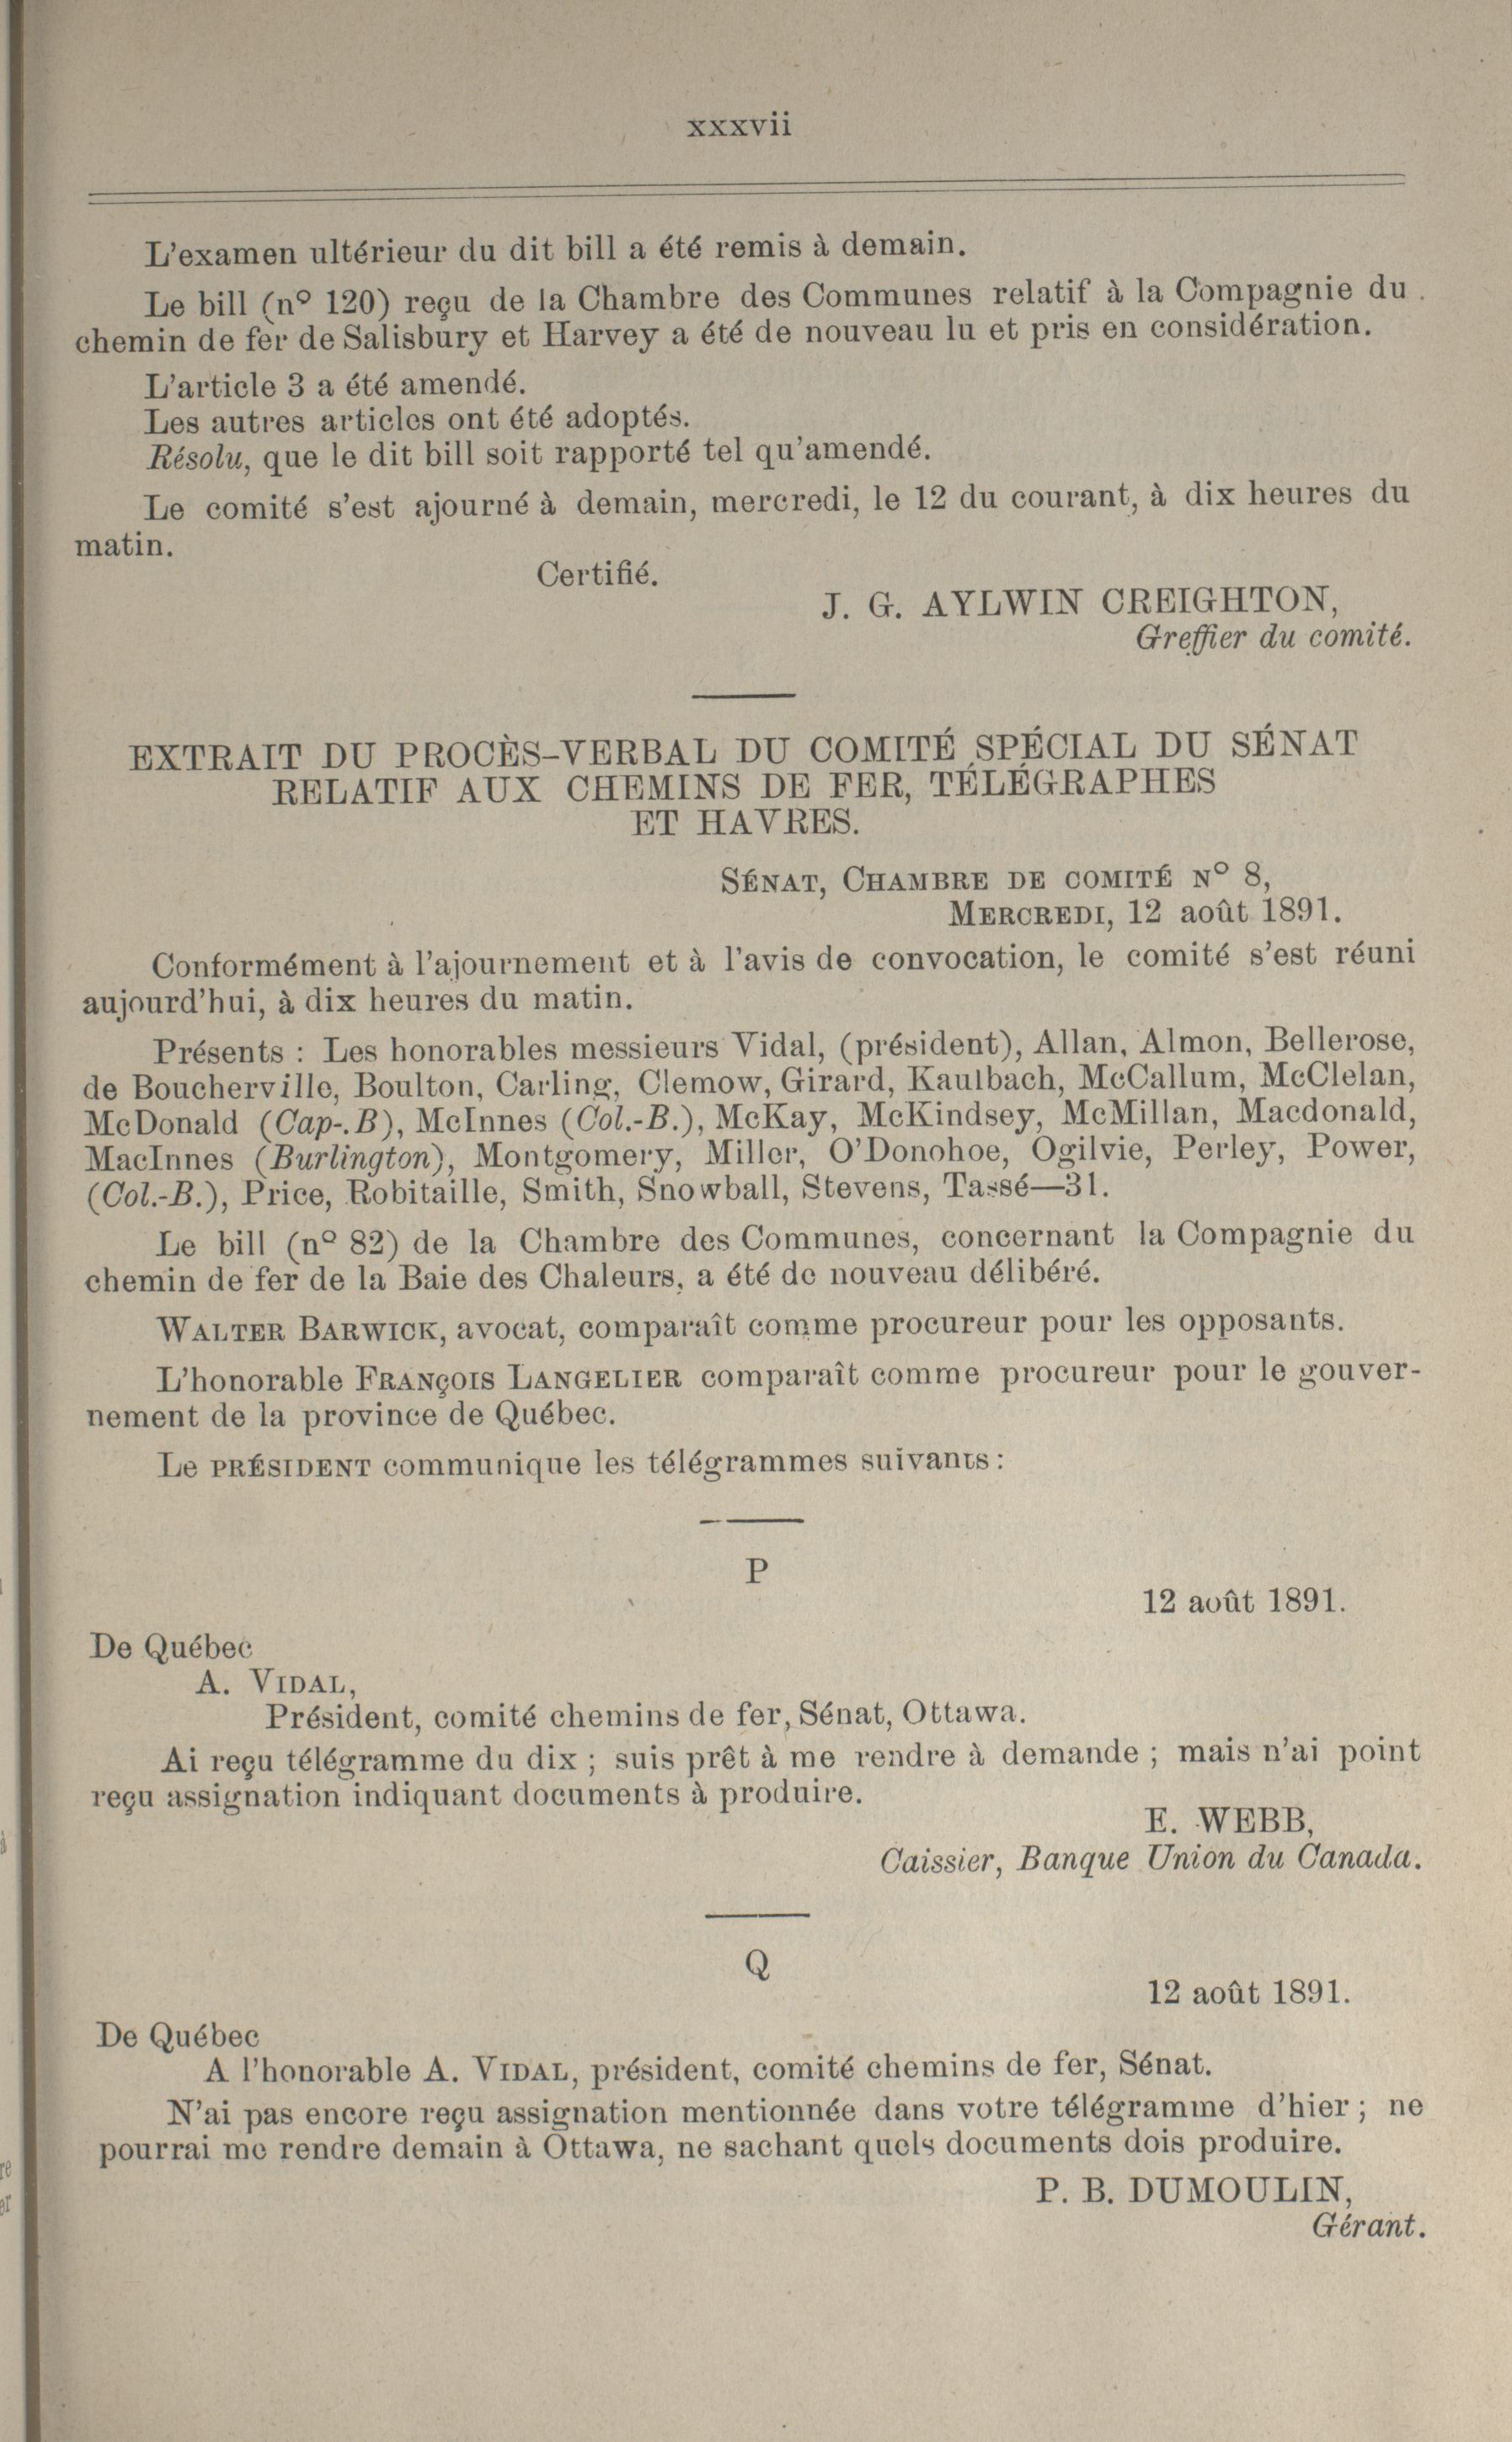 xxxvii
L'examen ultérieur du dit bill a été remis à demain.
Le bill (n° 120) reçu de la Chambre des Communes relatif à la Compagnie du
chemin de fer de Salisbury et Harvey a été de nouveau lu et pris en considération.
L'article 3 a été amendé.
Les autres articles ont été adoptés.
Résolu, que le dit bill soit rapporté tel qu'amendé.
Le comité s'est ajourné à demain, mercredi, le 12 du courant, à dix heures du
matin.
Certifié.
J. G. AYLWIN CREIGHTON,
Greffier du comité.
EXTRAIT DU PROCÈS-VERBAL DU COMITÉ SPÉCIAL DU SÉNAT
RELATIF AUX CHEMINS DE FER, TÉLÉGRAPHES
ET HAVRES.
SÉNAT, CHAMBRE DE COMITÉ N° 8,
MERCREDI, 12 août 1891.
Conformément à l'ajournement et à l'avis de convocation, le comité s'est réuni
aujourd'hui, à dix heures du matin.
Présents : Les honorables messieurs Vidal, (président), Allan, Almon, Bellerose,
de Boucherville, Boulton, Carling, Clemow, Girard, Kaulbach, McCallum, McClelan,
McDonald (Cap-.B), McInnes (Col.-B.), McKay, McKindsey, McMillan, Macdonald,
MacInnes (Burlington), Montgomery, Miller, O'Donohoe, Ogilvie, Perley, Power,
(Col.-B.), Price, Robitaille, Smith, Snowball, Stevens, Tassé—31.
Le bill (n° 82) de la Chambre des Communes, concernant la Compagnie du
chemin de fer de la Baie des Chaleurs, a été de nouveau délibéré.
WALTER BARWICK, avocat, comparaît comme procureur pour les opposants.
L'honorable FRANÇOIS LANGELIER comparaît comme procureur pour le gouver-
nement de la province de Québec.
Le PRÉSIDENT communique les télégrammes suivants :
P
12 août 1891.
De Québec
A. VIDAL,
Président, comité chemins de fer, Sénat, Ottawa.
Ai reçu télégramme du dix ; suis prêt à me rendre à demande ; mais n'ai point
reçu assignation indiquant documents à produire.
E. WEBB,
Caissier, Banque Union du Canada.
Q
12 août 1891.
De Québec
A l'honorable A. VIDAL, président, comité chemins de fer, Sénat.
N'ai pas encore reçu assignation mentionnée dans votre télégramme d'hier ; ne
pourrai me rendre demain à Ottawa, ne sachant quels documents dois produire.
P. B. DUMOULIN,
Gérant.